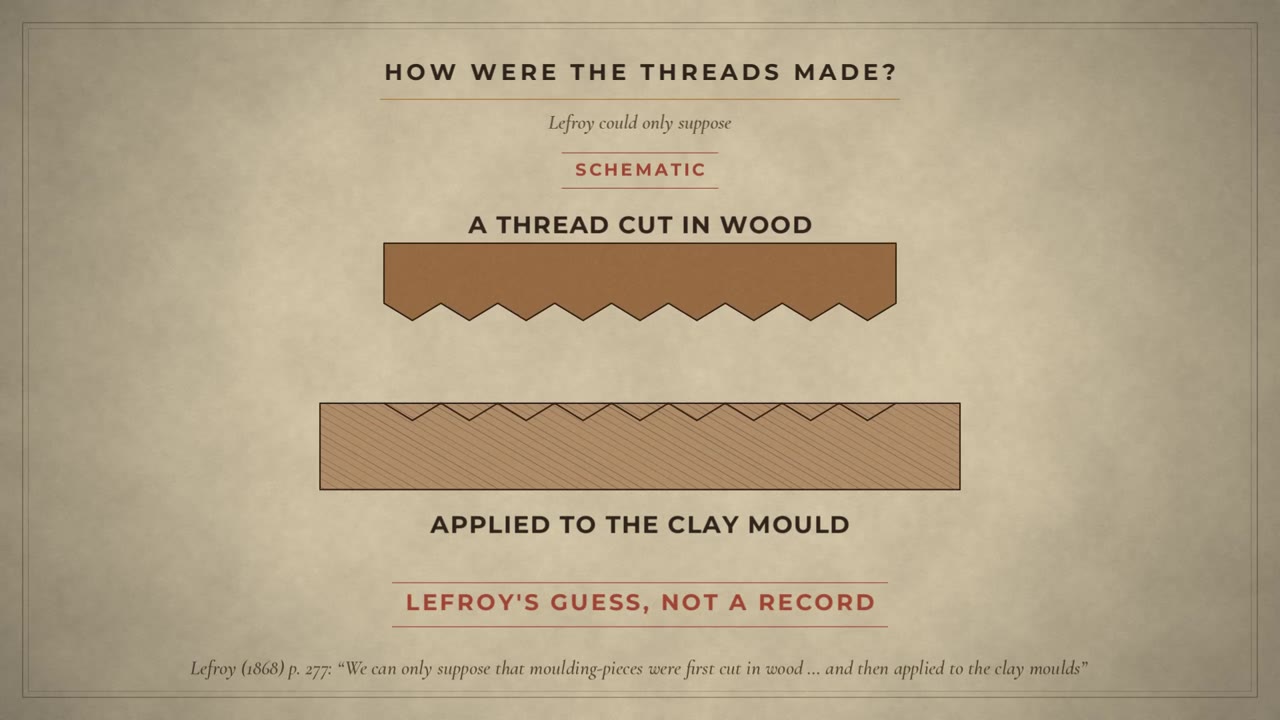 HOW WERE THE THREADS MADE?
Lefroy could only suppose
SCHEMATIC
A THREAD CUT IN WOOD
APPLIED TO THE CLAY MOULD
LEFROY'S GUESS, NOT A RECORD
Lefroy (1868) p. 277: “We can only suppose that moulding-pieces were first cut in wood ... and then applied to the clay moulds”